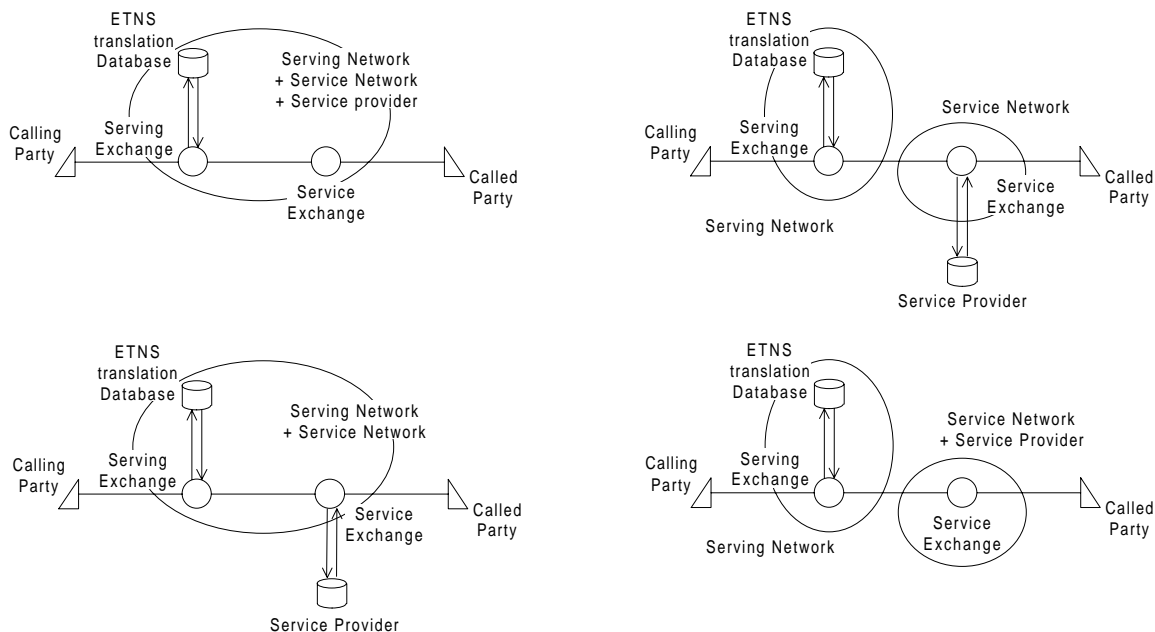 ETNS
translation
Database
Serving Network
+ Service Network
+ Service provider
Calling
Party
Serving
Exchange
Service
Exchange
Called
Party
ETNS
translation
Database
Service Network
Calling
Party
Serving
Exchange
Service
Exchange
Called
Party
Serving Network
Service Provider
ETNS
translation
Database
Serving Network
+ Service Network
Calling
Party
Serving
Exchange
Service
Exchange
Called
Party
Service Provider
ETNS
translation
Database
Service Network
+ Service Provider
Calling
Party
Serving
Exchange
Called
Party
Service
Exchange
Serving Network